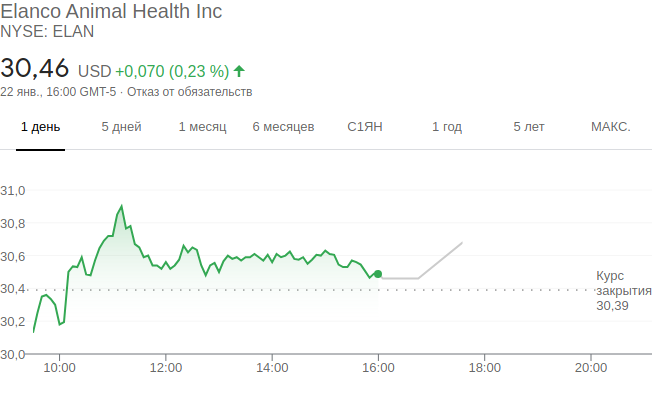 Elanco Animal Health Inc
NYSE: ELAN
30,46 USD +0,070 (0,23 %)
22 янв., 16:00 GMT-5 · Отказ от обязательств
1 день 5 дней 1 месяц 6 месяцев С1ЯН 1 год 5 лет МАКС.
31,0
30,8
30,6
30,4
30,2
30,0
Курс
закрытия
30,39
10:00 12:00 14:00 16:00 18:00 20:00